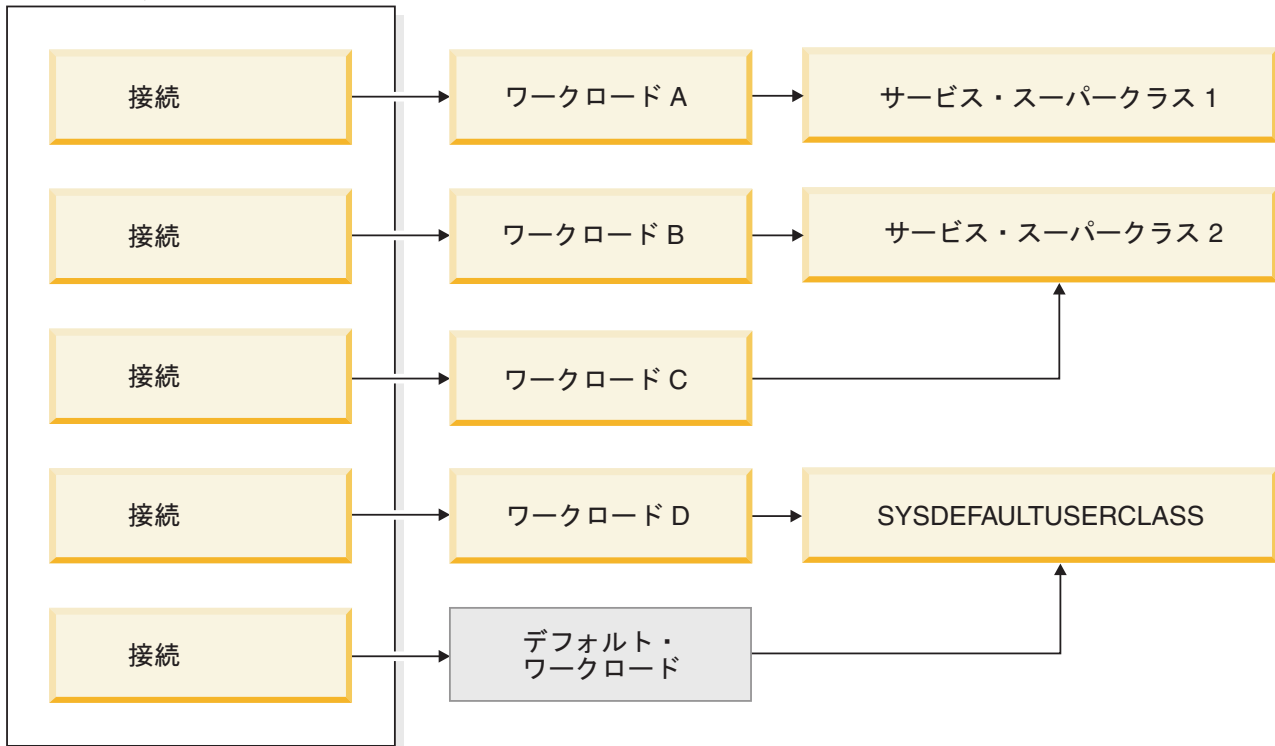 接続
ワークロード A
サービス・スーパークラス 1
接続
ワークロード B
サービス・スーパークラス 2
接続
ワークロード C
接続
ワークロード D
SYSDEFAULTUSERCLASS
接続
デフォルト・
ワークロード